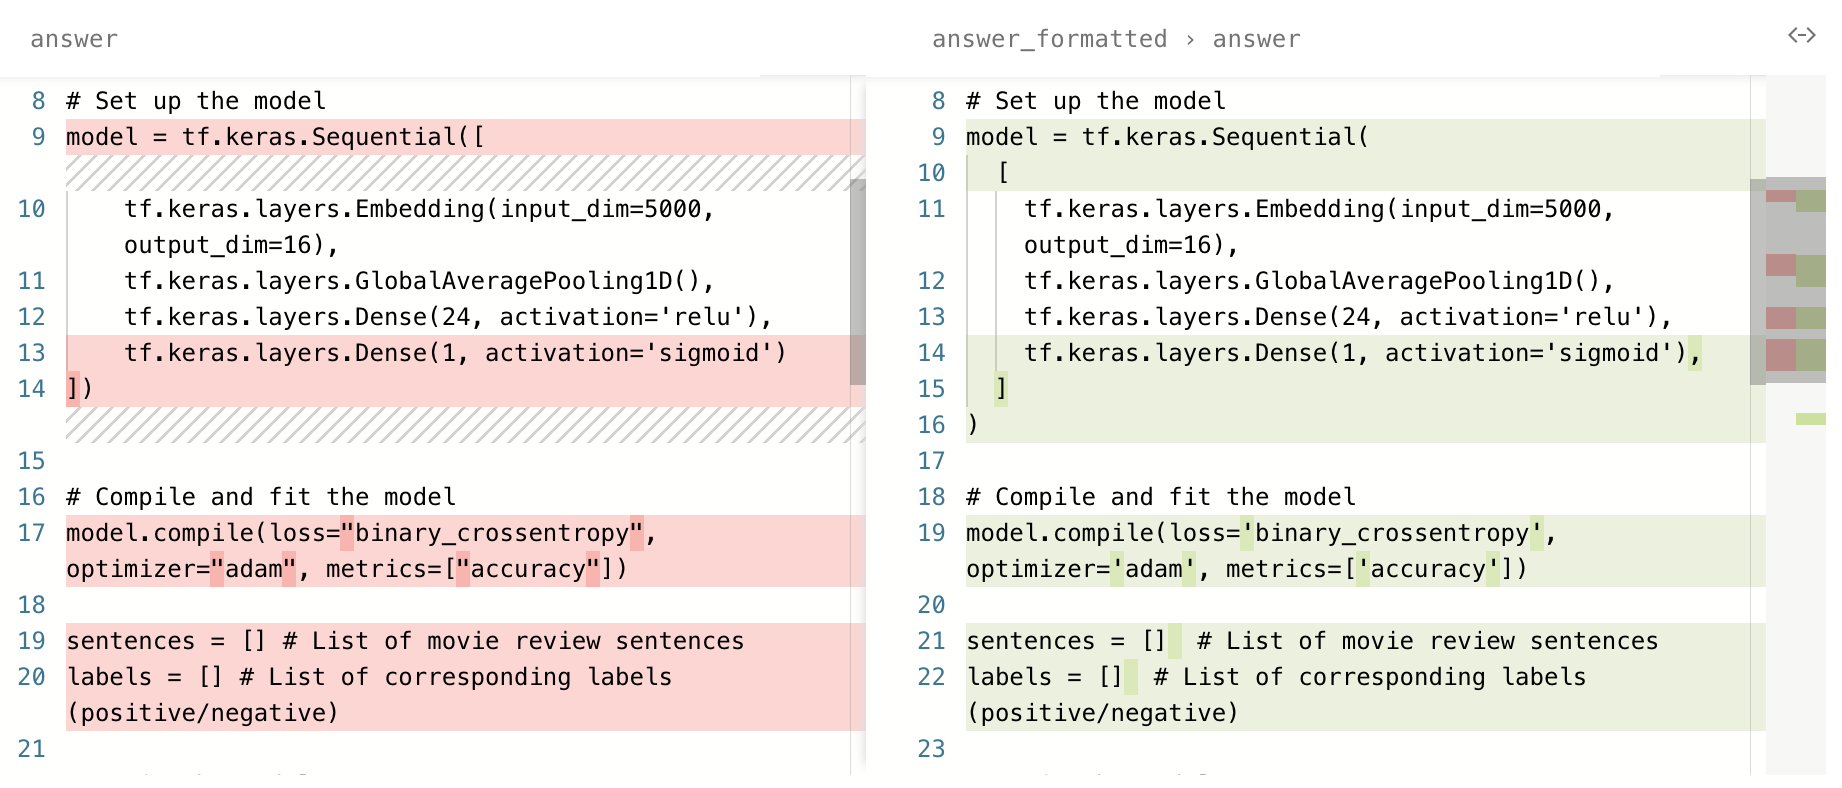 answer
8 # Set up the model
9 model = tf.keras.Sequential([
10 tf.keras.layers.Embedding(input_dim=5000,
output_dim=16),
11 tf.keras.layers.GlobalAveragePooling1D(),
12 tf.keras.layers.Dense(24, activation='relu'),
13 tf.keras.layers.Dense(1, activation='sigmoid')
14 ])
15
16 # Compile and fit the model
17 model.compile(loss="binary_crossentropy",
optimizer="adam", metrics=["accuracy"])
18
19 sentences = [] # List of movie review sentences
20 labels = [] # List of corresponding labels
(positive/negative)
21
answer_formatted › answer
8 # Set up the model
9 model = tf.keras.Sequential(
10 [
11 tf.keras.layers.Embedding(input_dim=5000,
output_dim=16),
12 tf.keras.layers.GlobalAveragePooling1D(),
13 tf.keras.layers.Dense(24, activation='relu'),
14 tf.keras.layers.Dense(1, activation='sigmoid'),
15 ]
16 )
17
18 # Compile and fit the model
19 model.compile(loss='binary_crossentropy',
optimizer='adam', metrics=['accuracy'])
20
21 sentences = []  # List of movie review sentences
22 labels = []  # List of corresponding labels
(positive/negative)
23